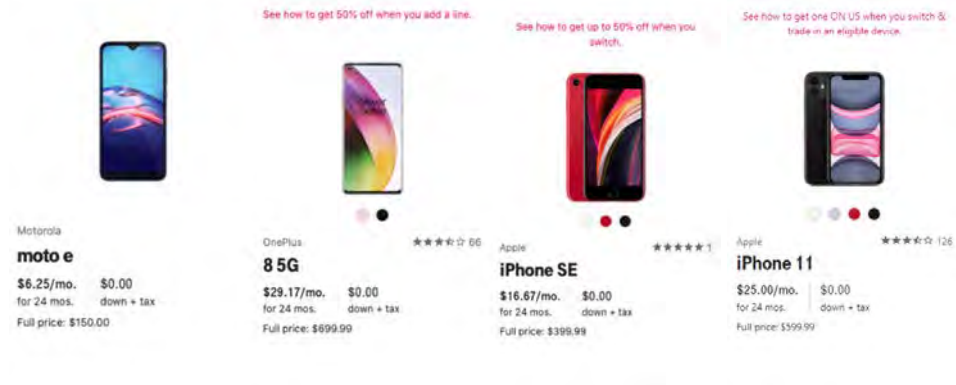 See how to get 50% off when you add a line.
See how to get up to 50% off when you
switch.
See how to get one ON US when you switch &
trade in an eligible device.
Motorola
moto e
$6.25/mo. $0.00
for 24 mos. down + tax
Full price: $150.00
OnePlus 66
8 5G
$29.17/mo. $0.00
for 24 mos. down + tax
Full price: $699.99
Apple 1
iPhone SE
$16.67/mo. $0.00
for 24 mos. down + tax
Full price: $399.99
Apple 126
iPhone 11
$25.00/mo. $0.00
for 24 mos. down + tax
Full price: $599.99